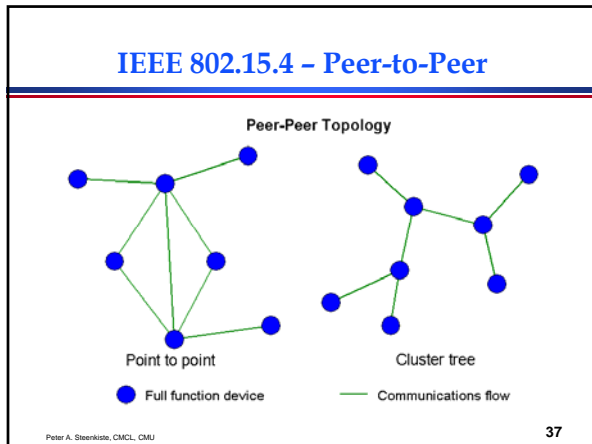 IEEE 802.15.4 – Peer-to-Peer
Peer-Peer Topology
Point to point
Cluster tree
Full function device
Communications flow
Peter A. Steenkiste, CMCL, CMU
37